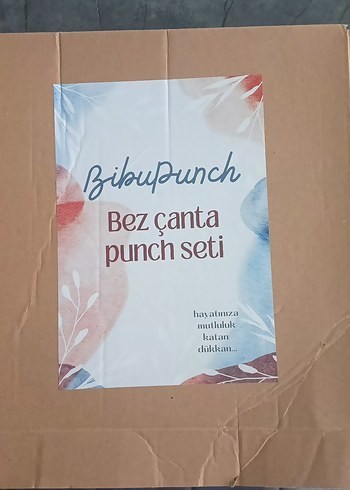 Bibupunch
Bez çanta
punch seti
hayatınıza
mutluluk
katan
dükkan...